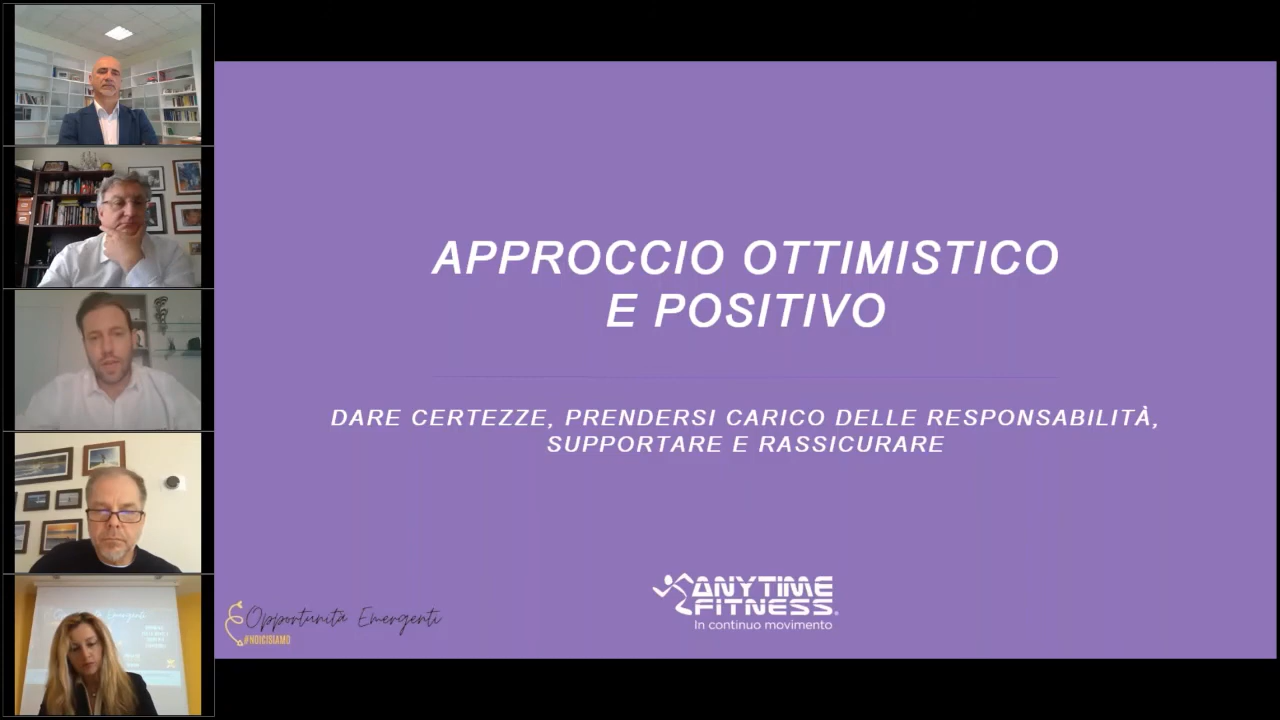 APPROCCIO OTTIMISTICO
E POSITIVO
DARE CERTEZZE, PRENDERSI CARICO DELLE RESPONSABILITÀ,
SUPPORTARE E RASSICURARE
ANYTIME
FITNESS®
In continuo movimento
Opportunità Emergenti
#NOICISIAMO